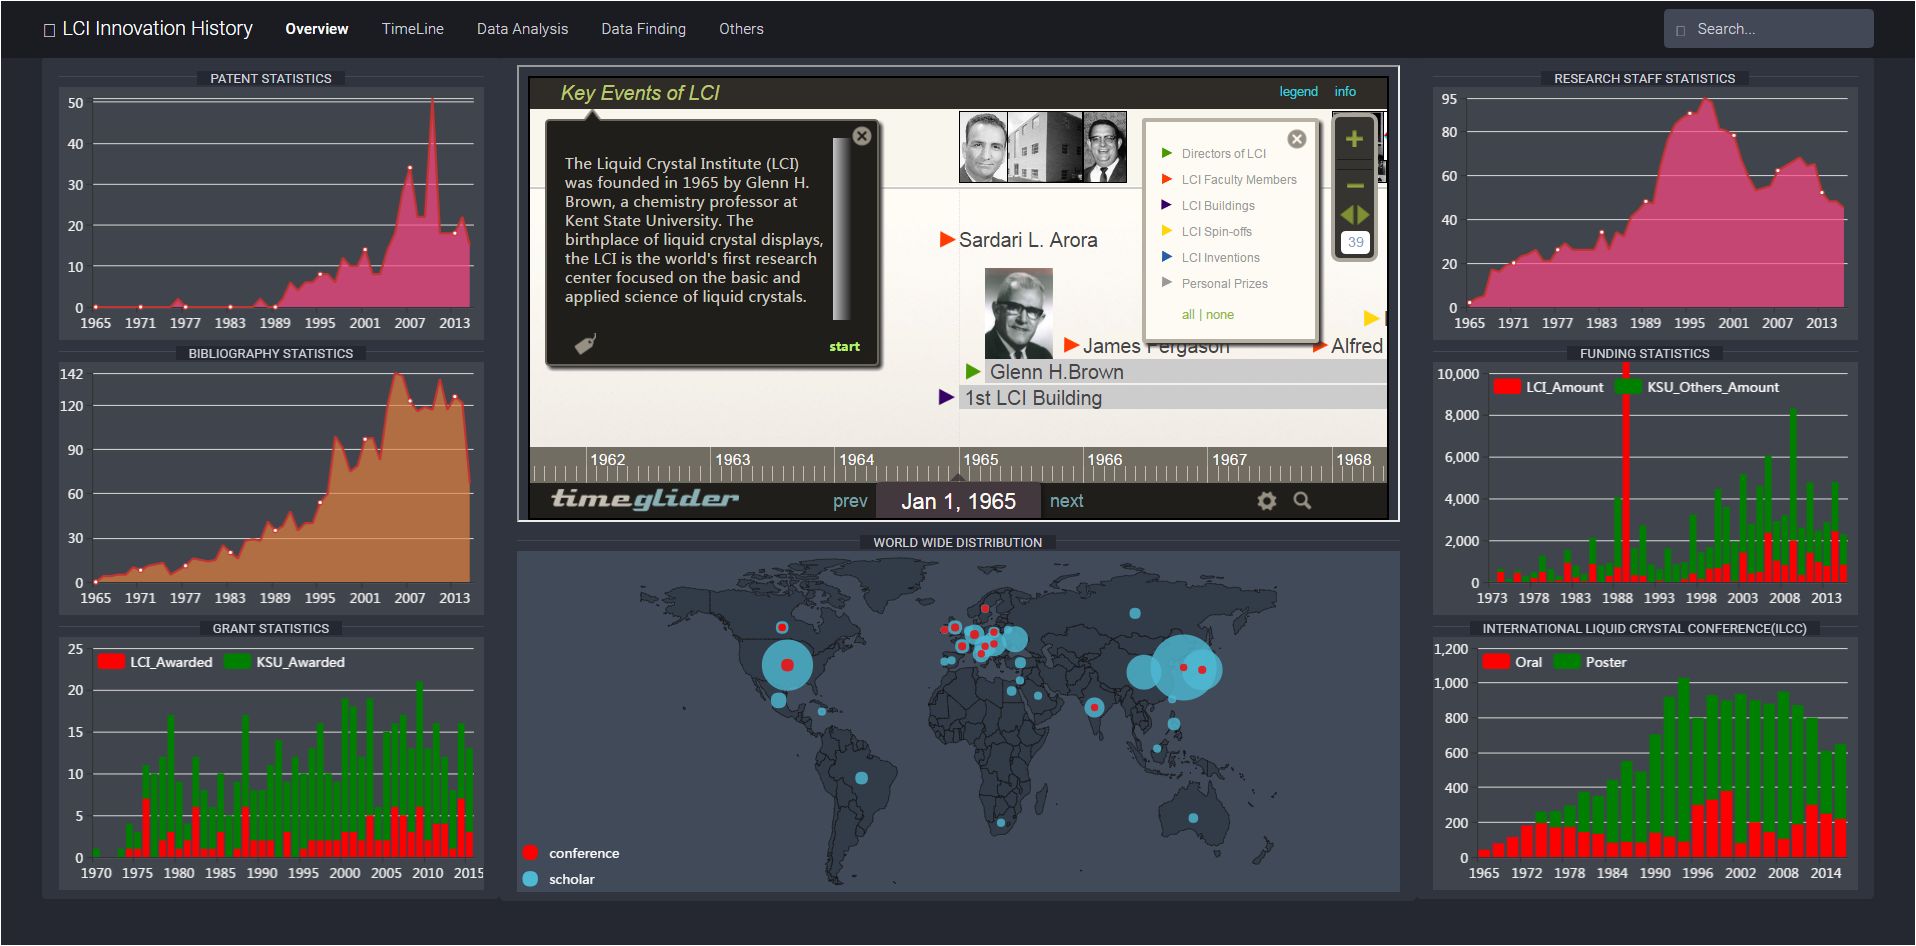 LCI Innovation History
Overview
TimeLine
Data Analysis
Data Finding
Others
Search...
PATENT STATISTICS
50
40
30
20
10
0
1965 1971 1977 1983 1989 1995 2001 2007 2013
BIBLIOGRAPHY STATISTICS
142
120
90
60
30
0
1965 1971 1977 1983 1989 1995 2001 2007 2013
GRANT STATISTICS
LCI_Awarded KSU_Awarded
25
20
15
10
5
0
1970 1975 1980 1985 1990 1995 2000 2005 2010 2015
Key Events of LCI
legend info
The Liquid Crystal Institute (LCI)
was founded in 1965 by Glenn H.
Brown, a chemistry professor at
Kent State University. The
birthplace of liquid crystal displays,
the LCI is the world's first research
center focused on the basic and
applied science of liquid crystals.
start
Directors of LCI
LCI Faculty Members
LCI Buildings
LCI Spin-offs
LCI Inventions
Personal Prizes
all | none
39
Sardari L. Arora
James Fergason
Alfred
Glenn H.Brown
1st LCI Building
1962 1963 1964 1965 1966 1967 1968
timeglider
prev
Jan 1, 1965
next
WORLD WIDE DISTRIBUTION
conference
scholar
RESEARCH STAFF STATISTICS
95
80
60
40
20
0
1965 1971 1977 1983 1989 1995 2001 2007 2013
FUNDING STATISTICS
LCI_Amount KSU_Others_Amount
10,000
8,000
6,000
4,000
2,000
0
1973 1978 1983 1988 1993 1998 2003 2008 2013
INTERNATIONAL LIQUID CRYSTAL CONFERENCE(ILCC)
Oral Poster
1,200
1,000
800
600
400
200
0
1965 1972 1978 1984 1990 1996 2002 2008 2014